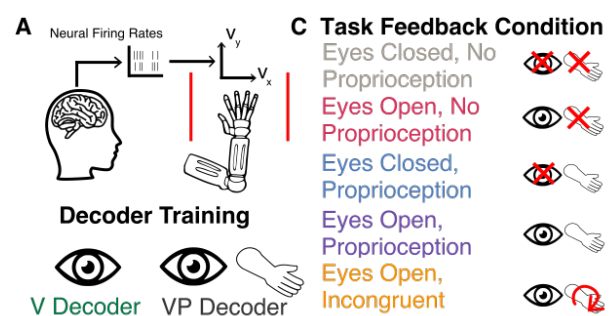 A
Neural Firing Rates
Vy
Vx
Decoder Training
V Decoder
VP Decoder
C Task Feedback Condition
Eyes Closed, No
Proprioception
Eyes Open, No
Proprioception
Eyes Closed,
Proprioception
Eyes Open,
Proprioception
Eyes Open,
Incongruent